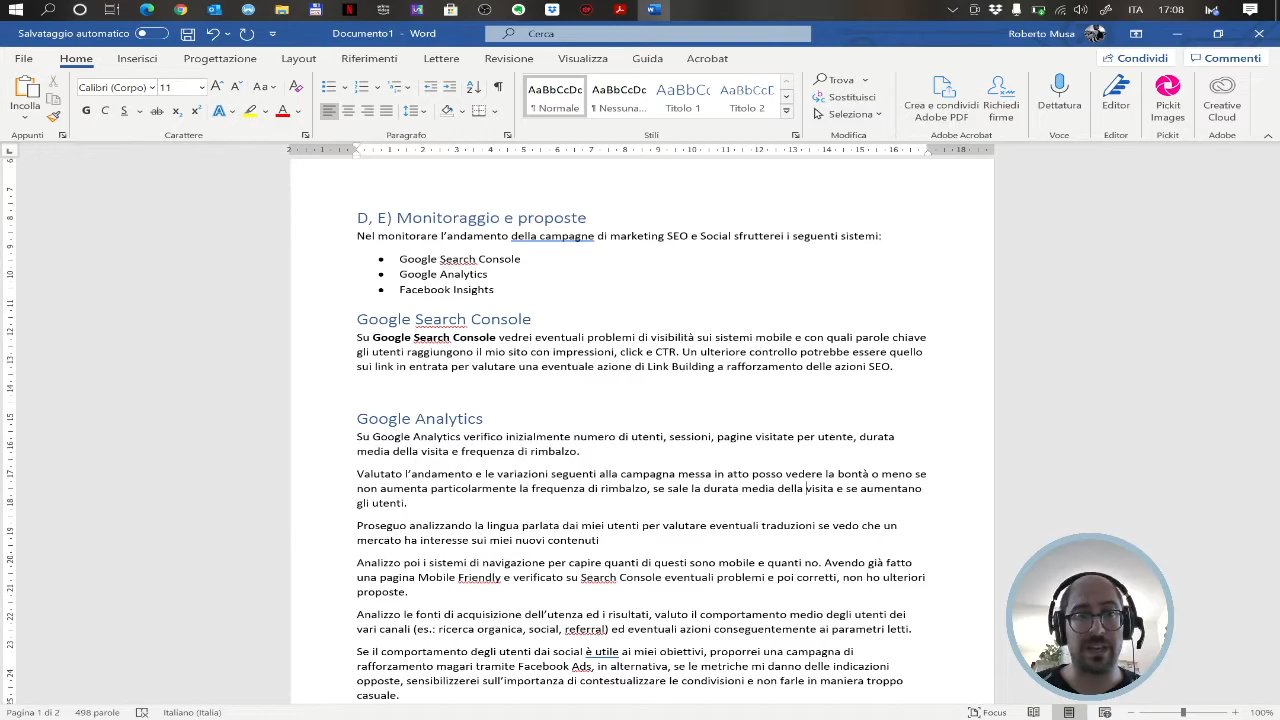 ITA 17:08
Salvataggio automatico Documento1 - Word Cerca Roberto Musa
File Home Inserisci Progettazione Layout Riferimenti Lettere Revisione Visualizza Guida Acrobat Condividi Commenti
Calibri (Corpo) 11 AaBbCcDc AaBbCcDc AaBbCc AaBbCcD Trova
Sostituisci
Seleziona
Incolla G C S ¶ Normale ¶ Nessuna... Titolo 1 Titolo 2 Crea e condividi Adobe PDF Richiedi firme Dettatura Editor Pickit Images Creative Cloud
Appunti Carattere Paragrafo Stili Modifica Adobe Acrobat Voce Editor Pickit Adobe
D, E) Monitoraggio e proposte
Nel monitorare l’andamento della campagne di marketing SEO e Social sfrutterei i seguenti sistemi:
● Google Search Console
● Google Analytics
● Facebook Insights
Google Search Console
Su Google Search Console vedrei eventuali problemi di visibilità sui sistemi mobile e con quali parole chiave
gli utenti raggiungono il mio sito con impressioni, click e CTR. Un ulteriore controllo potrebbe essere quello
sui link in entrata per valutare una eventuale azione di Link Building a rafforzamento delle azioni SEO.
Google Analytics
Su Google Analytics verifico inizialmente numero di utenti, sessioni, pagine visitate per utente, durata
media della visita e frequenza di rimbalzo.
Valutato l’andamento e le variazioni seguenti alla campagna messa in atto posso vedere la bontà o meno se
non aumenta particolarmente la frequenza di rimbalzo, se sale la durata media della visita e se aumentano
gli utenti.
Proseguo analizzando la lingua parlata dai miei utenti per valutare eventuali traduzioni se vedo che un
mercato ha interesse sui miei nuovi contenuti
Analizzo poi i sistemi di navigazione per capire quanti di questi sono mobile e quanti no. Avendo già fatto
una pagina Mobile Friendly e verificato su Search Console eventuali problemi e poi corretti, non ho ulteriori
proposte.
Analizzo le fonti di acquisizione dell’utenza ed i risultati, valuto il comportamento medio degli utenti dei
vari canali (es.: ricerca organica, social, referral) ed eventuali azioni conseguentemente ai parametri letti.
Se il comportamento degli utenti dai social è utile ai miei obiettivi, proporrei una campagna di
rafforzamento magari tramite Facebook Ads, in alternativa, se le metriche mi danno delle indicazioni
opposte, sensibilizzerei sull’importanza di contestualizzare le condivisioni e non farle in maniera troppo
casuale.
Pagina 1 di 2 498 parole Italiano (Italia) Focus 100%